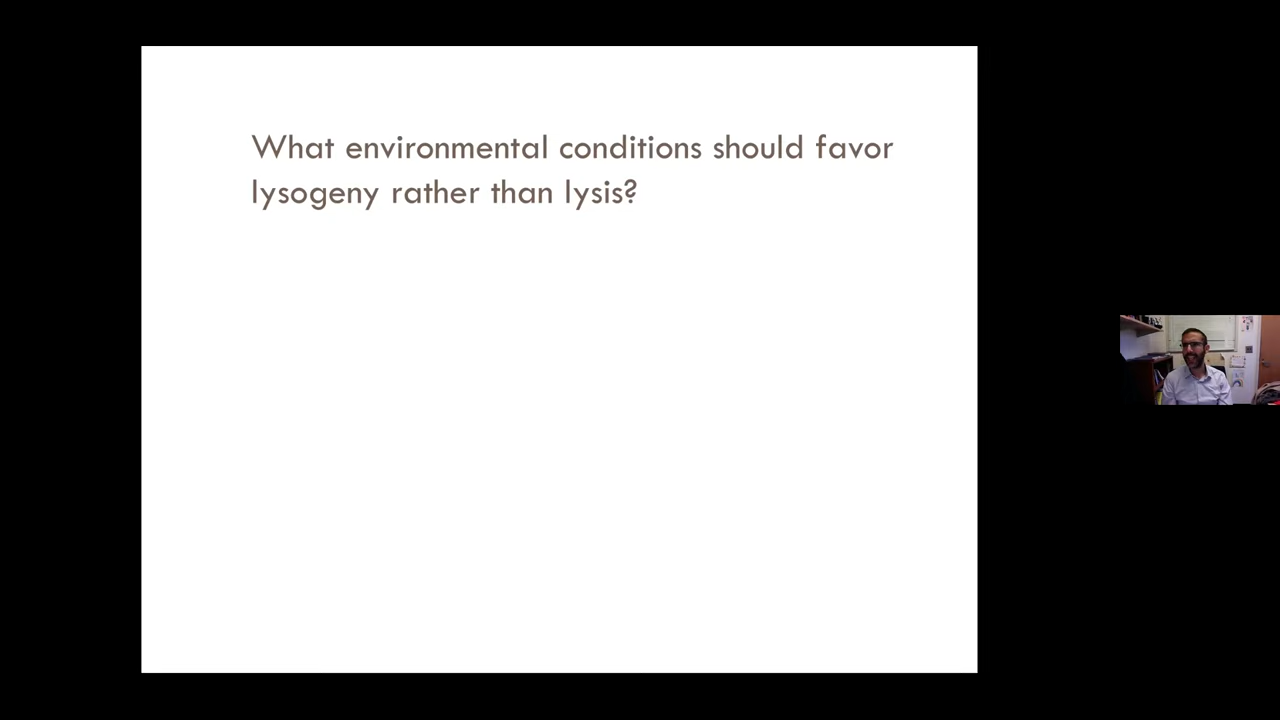 What environmental conditions should favor
lysogeny rather than lysis?